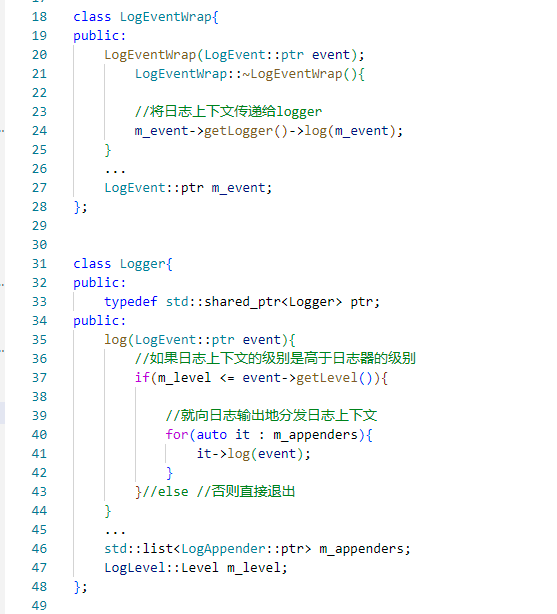 18 class LogEventWrap{
19 public:
20     LogEventWrap(LogEvent::ptr event);
21         LogEventWrap::~LogEventWrap(){
22
23         //将日志上下文传递给logger
24         m_event->getLogger()->log(m_event);
25     }
26     ...
27     LogEvent::ptr m_event;
28 };
29
30
31 class Logger{
32 public:
33     typedef std::shared_ptr<Logger> ptr;
34 public:
35     log(LogEvent::ptr event){
36         //如果日志上下文的级别是高于日志器的级别
37         if(m_level <= event->getLevel()){
38
39             //就向日志输出地分发日志上下文
40             for(auto it : m_appenders){
41                 it->log(event);
42             }
43         }//else //否则直接退出
44     }
45     ...
46     std::list<LogAppender::ptr> m_appenders;
47     LogLevel::Level m_level;
48 };
49